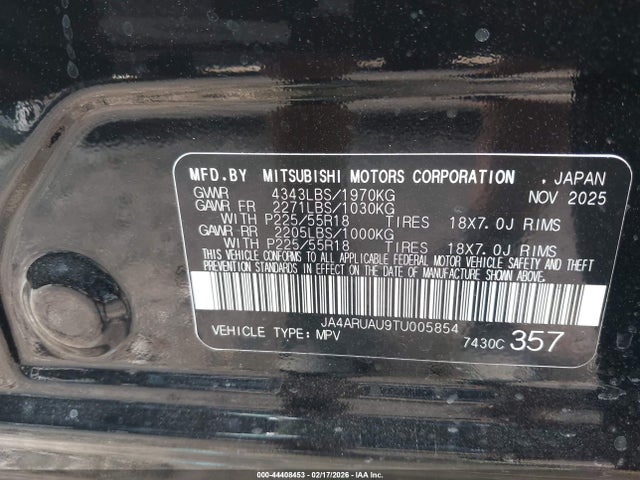 MFD.BY MITSUBISHI MOTORS CORPORATION . JAPAN
GVWR 4343LBS/1970KG NOV 2025
GAWR FR 2271LBS/1030KG
WITH P225/55R18 TIRES 18X7.0J RIMS
GAWR RR 2205LBS/1000KG
WITH P225/55R18 TIRES 18X7.0J RIMS
THIS VEHICLE CONFORMS TO ALL APPLICABLE FEDERAL MOTOR VEHICLE SAFETY AND THEFT
PREVENTION STANDARDS IN EFFECT ON THE DATE OF MANUFACTURE SHOWN ABOVE.
JA4ARUAU9TU005854
VEHICLE TYPE: MPV 7430C 357
000-44408453 - 02/17/2026 - IAA Inc.